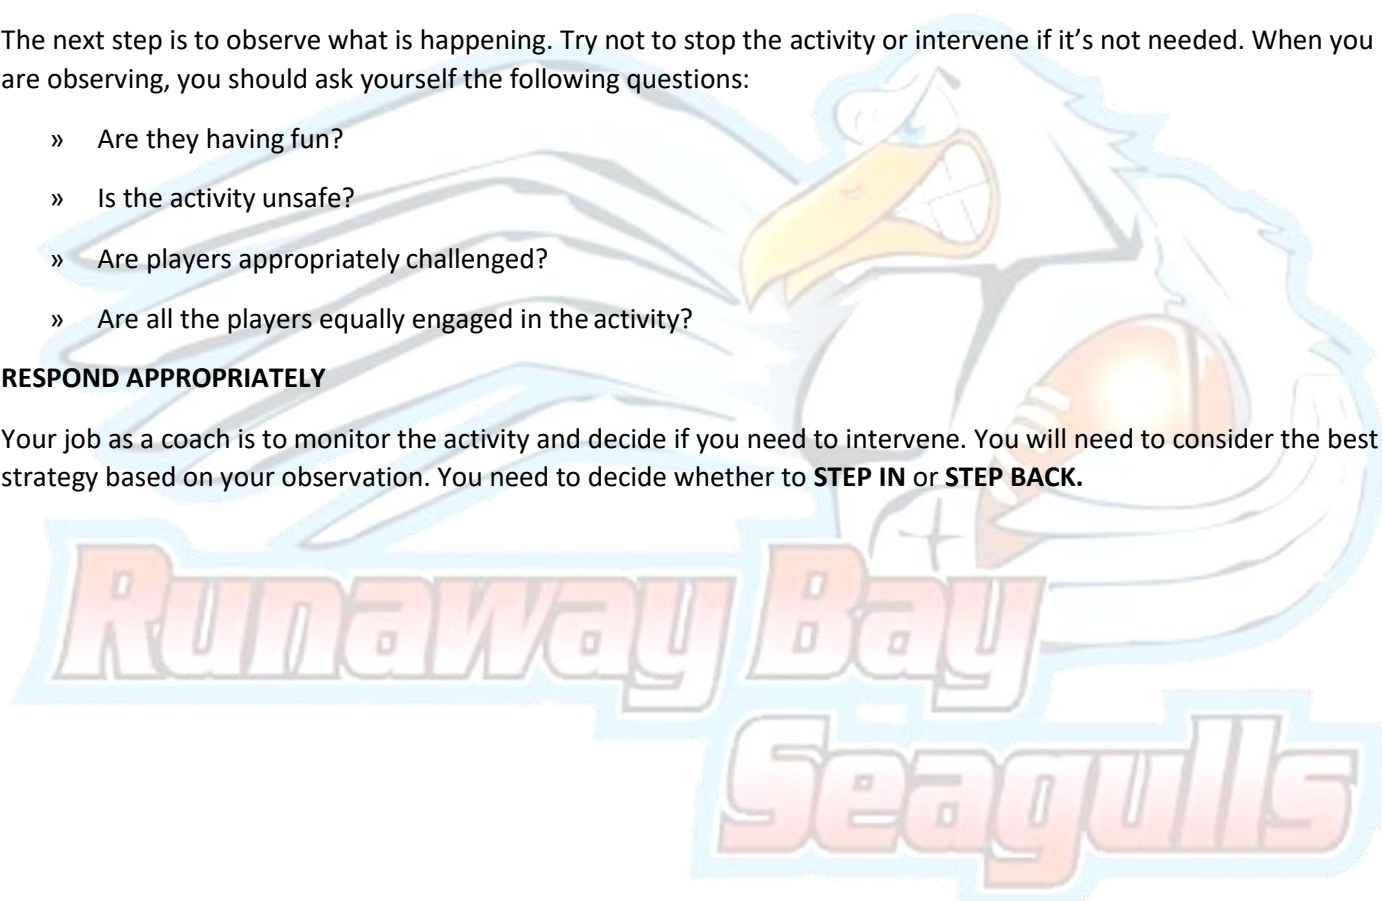 The next step is to observe what is happening. Try not to stop the activity or intervene if it’s not needed. When you
are observing, you should ask yourself the following questions:
» Are they having fun?
» Is the activity unsafe?
» Are players appropriately challenged?
» Are all the players equally engaged in the activity?
RESPOND APPROPRIATELY
Your job as a coach is to monitor the activity and decide if you need to intervene. You will need to consider the best
strategy based on your observation. You need to decide whether to STEP IN or STEP BACK.
Runaway Bay
Seagulls